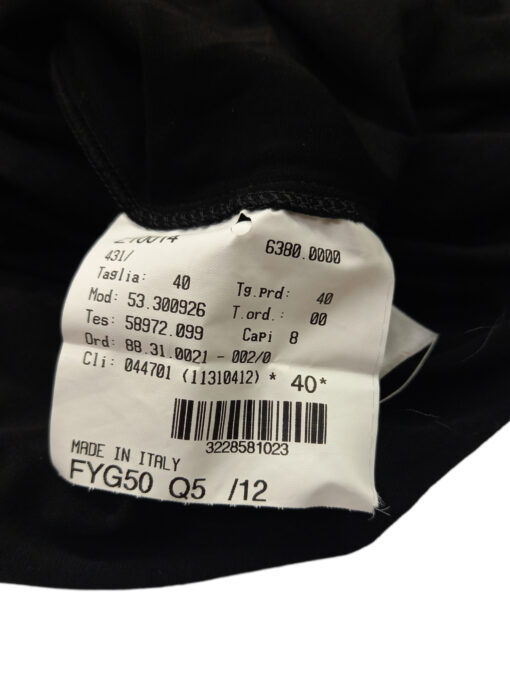 6380.0000
431/
Taglia: 40 Tg.Prd: 40
Mod: 53.300926 T.ord.: 00
Tes: 58972.099 Capi 8
Ord: 88.31.0021 - 002/0
Cli: 044701 (11310412) * 40*
3228581023
MADE IN ITALY
FYG50 Q5 /12